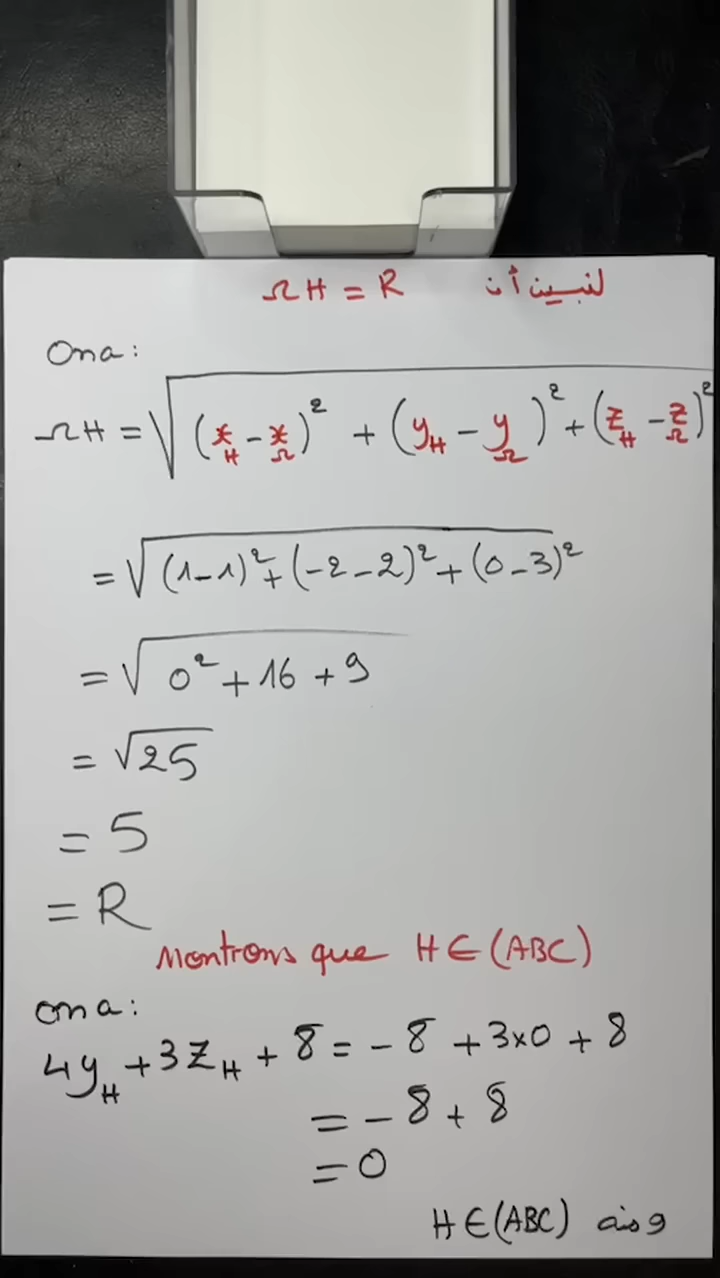 لنبين أن ΩH = R
On a :
ΩH = √((x_H - x_Ω)² + (y_H - y_Ω)² + (z_H - z_Ω)²)
= √((1-1)² + (-2-2)² + (0-3)²)
= √(0² + 16 + 9)
= √25
= 5
= R
Montrons que H ∈ (ABC)
on a :
4y_H + 3z_H + 8 = -8 + 3×0 + 8
= -8 + 8
= 0
ومنه H ∈ (ABC)